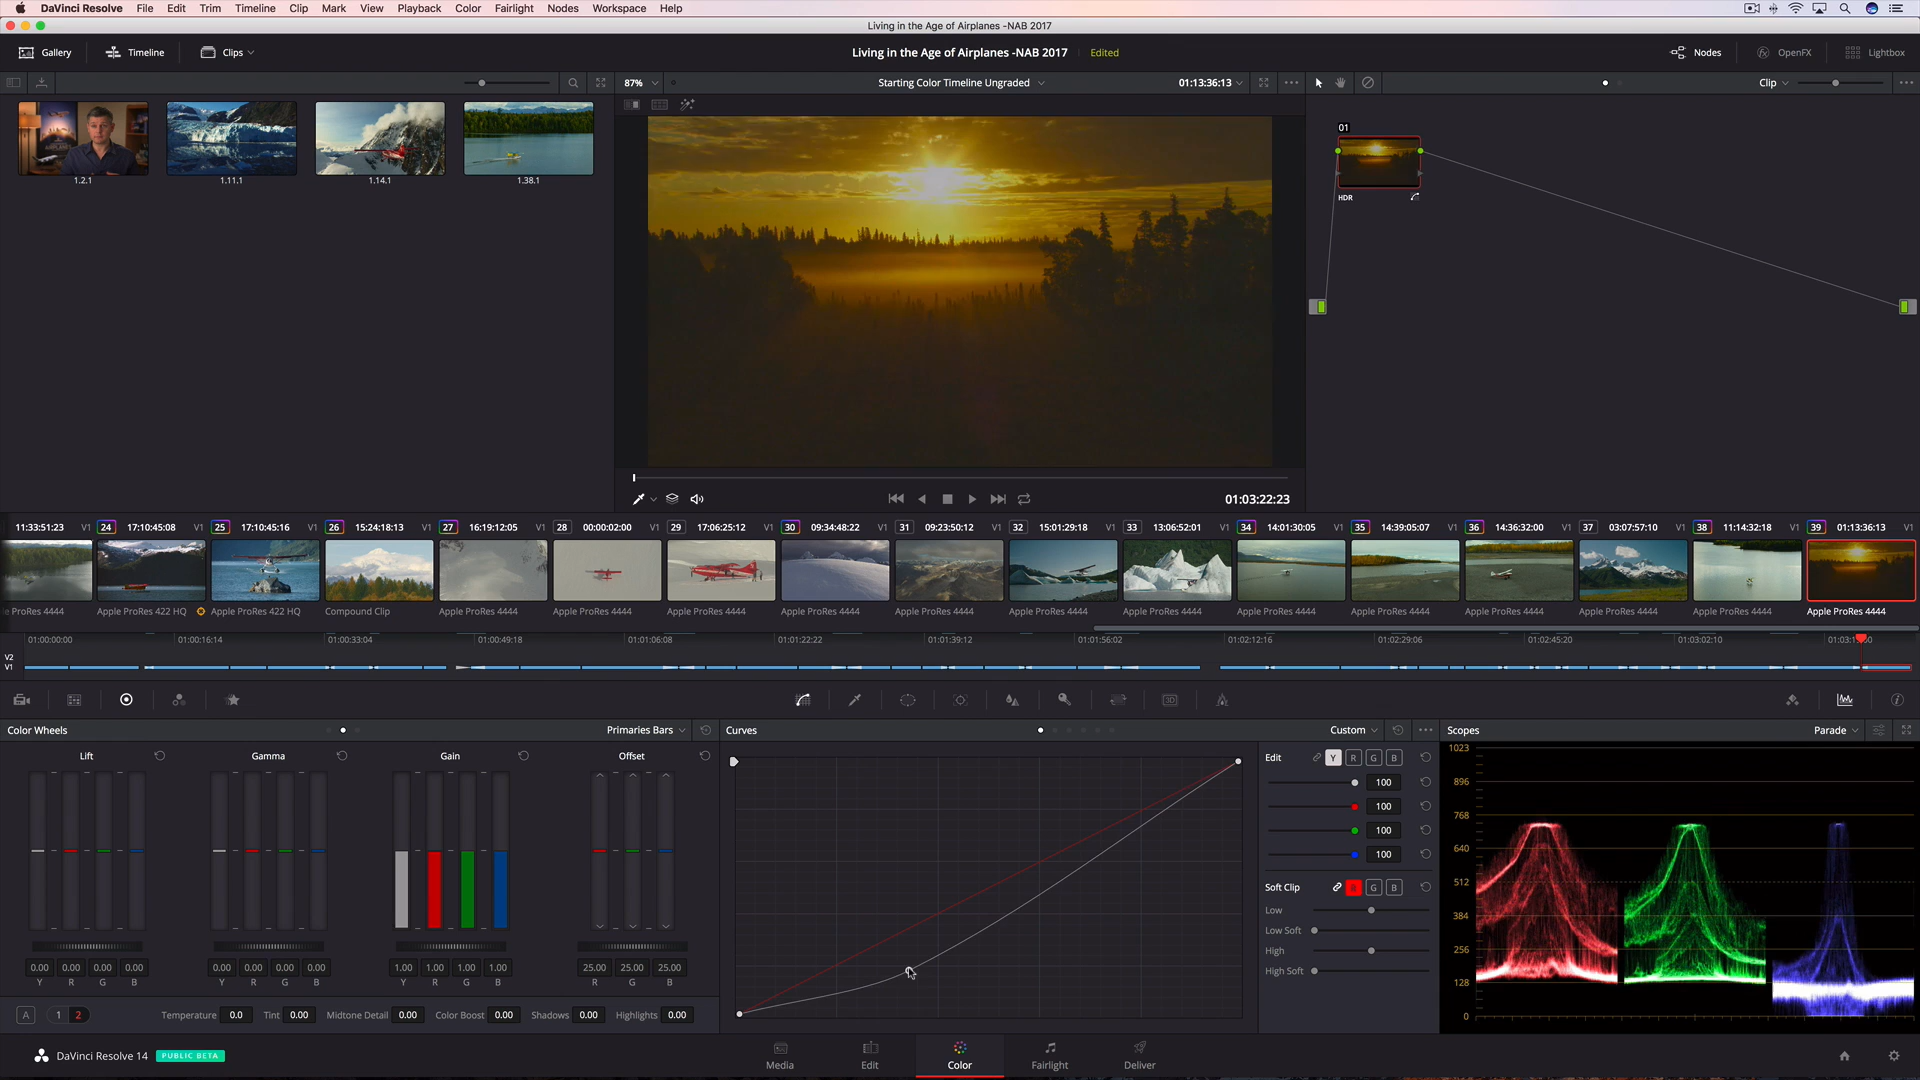 DaVinci Resolve File Edit Trim Timeline Clip Mark View Playback Color Fairlight Nodes Workspace Help
Living in the Age of Airplanes -NAB 2017
Gallery Timeline Clips Living in the Age of Airplanes -NAB 2017 Edited Nodes OpenFX Lightbox
87% Starting Color Timeline Ungraded 01:13:36:13 Clip
1.2.1 1.11.1 1.14.1 1.38.1
01
HDR
01:03:22:23
11:33:51:23 V1 24 17:10:45:08 V1 25 17:10:45:16 V1 26 15:24:18:13 V1 27 16:19:12:05 V1 28 00:00:02:00 V1 29 17:06:25:12 V1 30 09:34:48:22 V1 31 09:23:50:12 V1 32 15:01:29:18 V1 33 13:06:52:01 V1 34 14:01:30:05 V1 35 14:39:05:07 V1 36 14:36:32:00 V1 37 03:07:57:10 V1 38 11:14:32:18 V1 39 01:13:36:13 V1
le ProRes 4444 Apple ProRes 422 HQ Apple ProRes 422 HQ Compound Clip Apple ProRes 4444 Apple ProRes 4444 Apple ProRes 4444 Apple ProRes 4444 Apple ProRes 4444 Apple ProRes 4444 Apple ProRes 4444 Apple ProRes 4444 Apple ProRes 4444 Apple ProRes 4444 Apple ProRes 4444 Apple ProRes 4444 Apple ProRes 4444
01:00:00:00 01:00:16:14 01:00:33:04 01:00:49:18 01:01:06:08 01:01:22:22 01:01:39:12 01:01:56:02 01:02:12:16 01:02:29:06 01:02:45:20 01:03:02:10
V2
V1
3D
Color Wheels Primaries Bars Curves Custom Scopes Parade
Lift Gamma Gain Offset
Edit Y R G B
100
100
100
100
Soft Clip G B
Low
Low Soft
High
High Soft
1023
896
768
640
512
384
256
128
0
0.00 0.00 0.00 0.00 0.00 0.00 0.00 0.00 1.00 1.00 1.00 1.00 25.00 25.00 25.00
Y R G B Y R G B Y R G B R G B
A 1 2 Temperature 0.0 Tint 0.00 Midtone Detail 0.00 Color Boost 0.00 Shadows 0.00 Highlights 0.00
DaVinci Resolve 14 PUBLIC BETA Media Edit Color Fairlight Deliver